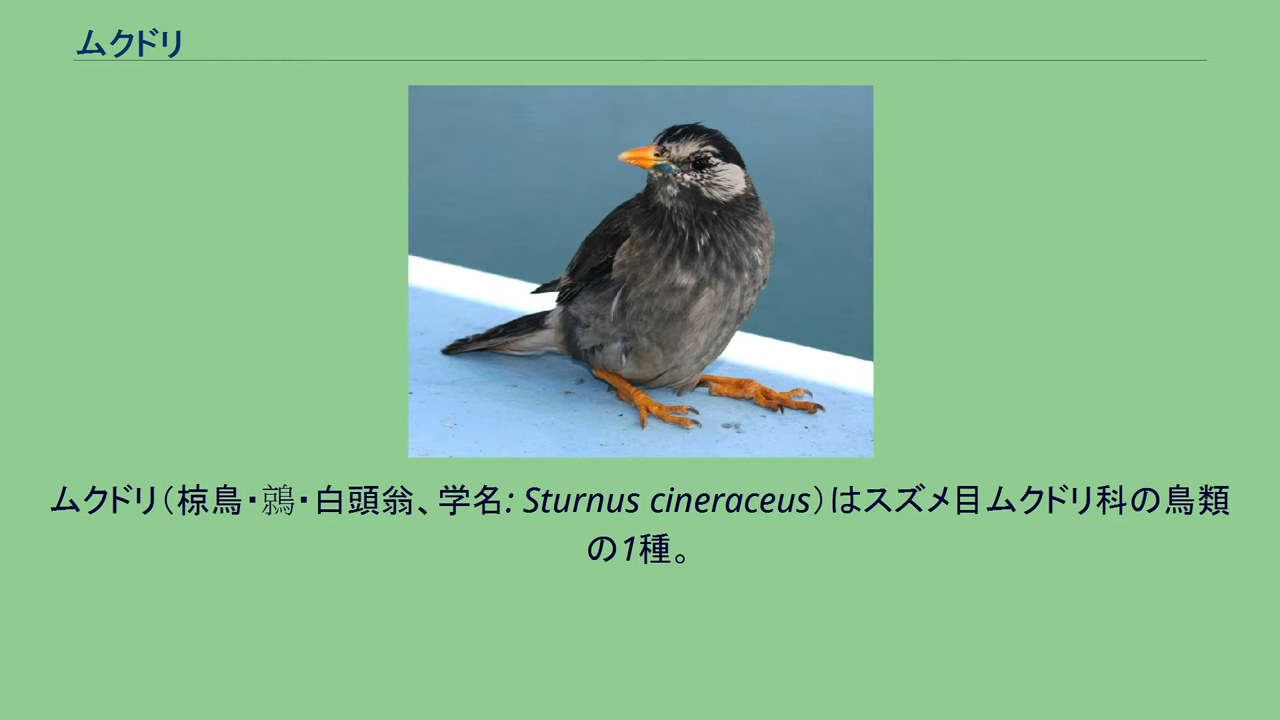 ムクドリ
ムクドリ（椋鳥・鶁・白頭翁、学名: Sturnus cineraceus）はスズメ目ムクドリ科の鳥類
の1種。